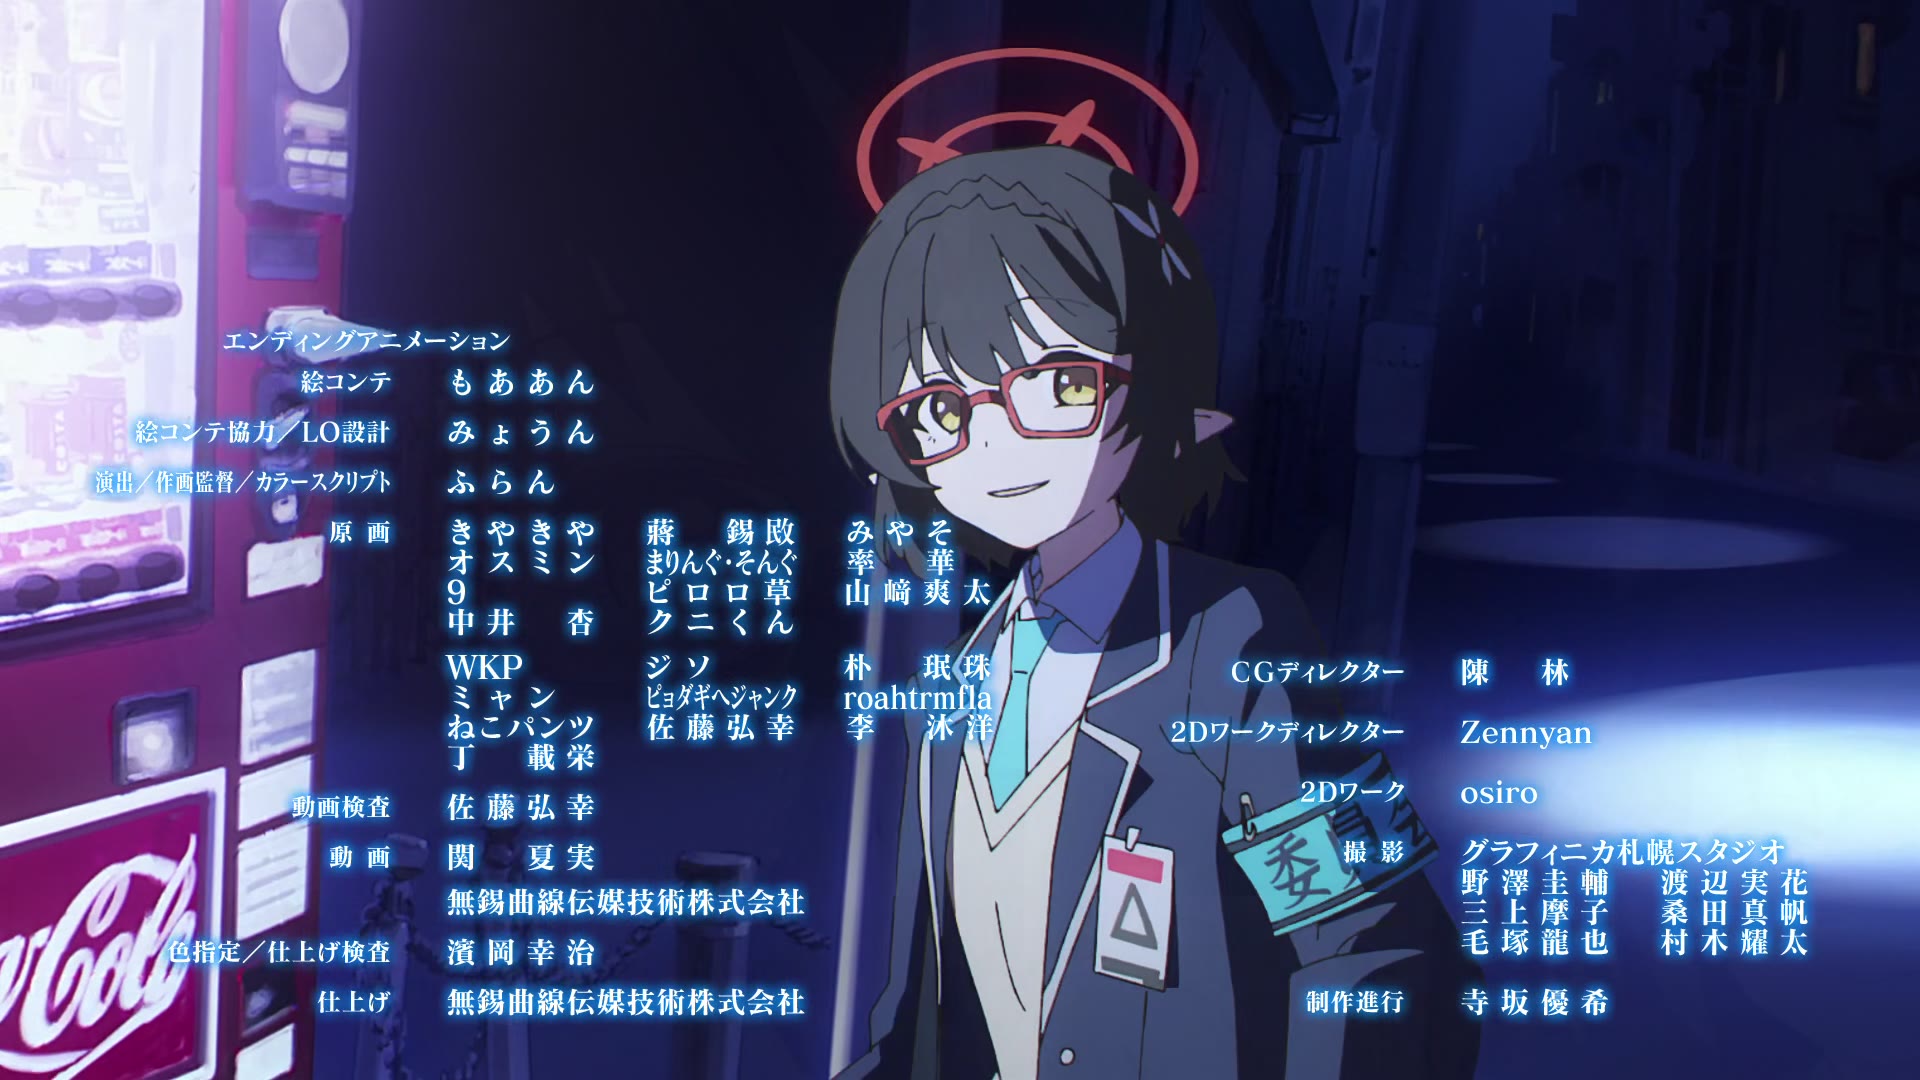 エンディングアニメーション
絵コンテ もああん
絵コンテ協力／LO設計 みょうん
演出／作画監督／カラースクリプト ふらん
原画 きやきや 蔣錫㪅 みやそ
オスミン まりんぐ・そんぐ 率華
9 ピロロ草 山﨑爽太
中井杏 クニくん
WKP ジソ 朴珉珠
ミャン ピョダギヘジャンク roahtrmfla
ねこパンツ 佐藤弘幸 李沐洋
丁載栄
動画検査 佐藤弘幸
動画 関夏実
無錫曲線伝媒技術株式会社
色指定／仕上げ検査 濱岡幸治
仕上げ 無錫曲線伝媒技術株式会社
CGディレクター 陳林
2Dワークディレクター Zennyan
2Dワーク osiro
撮影 グラフィニカ札幌スタジオ
野澤圭輔 渡辺実花
三上摩子 桑田真帆
毛塚龍也 村木耀太
制作進行 寺坂優希
委員会